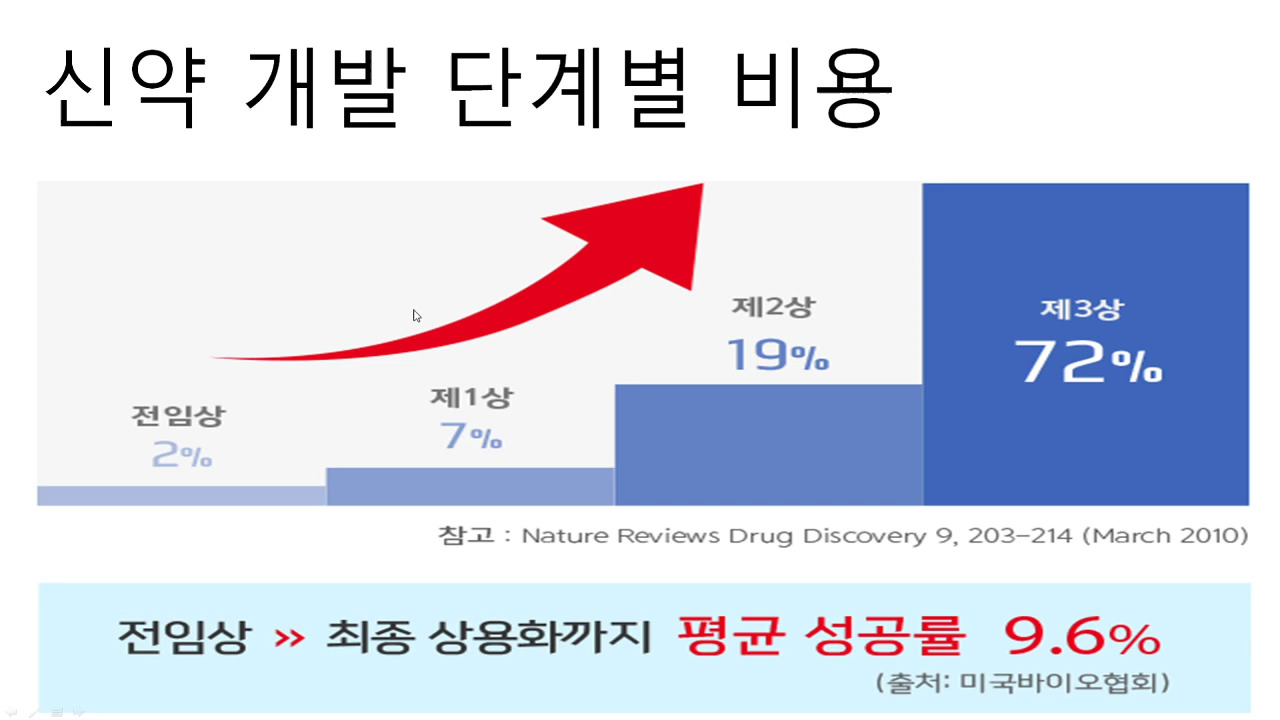 신약 개발 단계별 비용
전임상
2%
제1상
7%
제2상
19%
제3상
72%
참고 : Nature Reviews Drug Discovery 9, 203-214 (March 2010)
전임상 » 최종 상용화까지 평균 성공률 9.6%
(출처: 미국바이오협회)